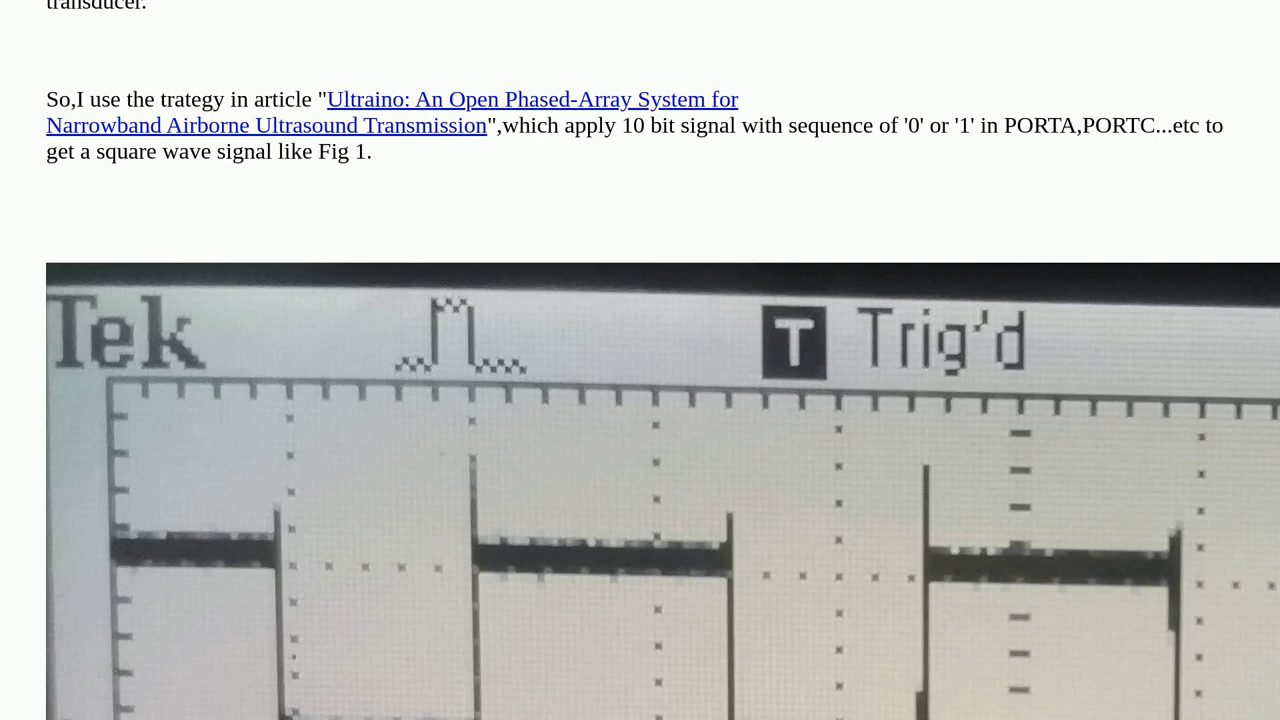 transducer.
So,I use the trategy in article "Ultraino: An Open Phased-Array System for
Narrowband Airborne Ultrasound Transmission",which apply 10 bit signal with sequence of '0' or '1' in PORTA,PORTC...etc to
get a square wave signal like Fig 1.
Tek T Trig'd